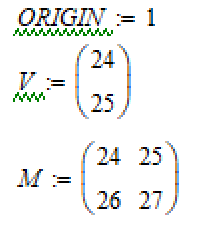 ORIGIN := 1
V := (24
25)
M := (24 25
26 27)